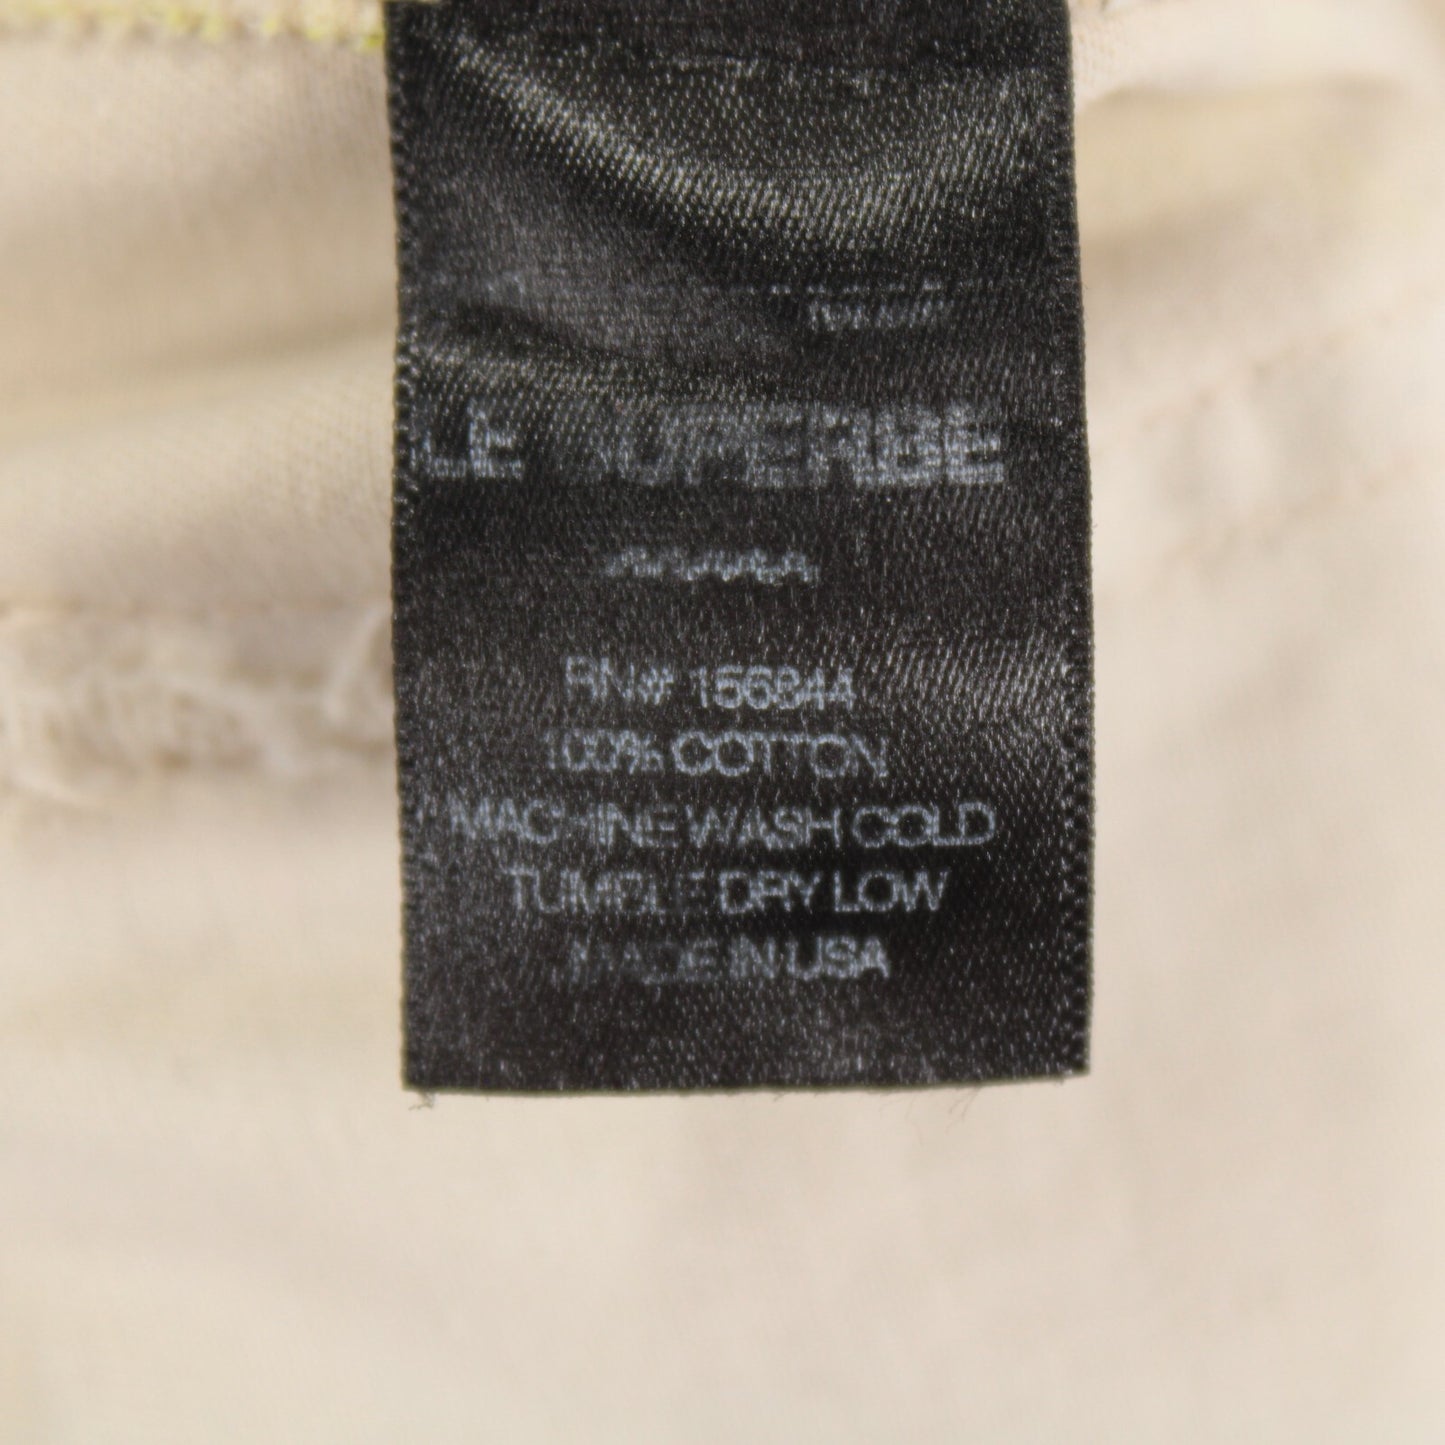 LE SUPERBE
RN# 156844
100% COTTON
MACHINE WASH COLD
TUMBLE DRY LOW
MADE IN USA